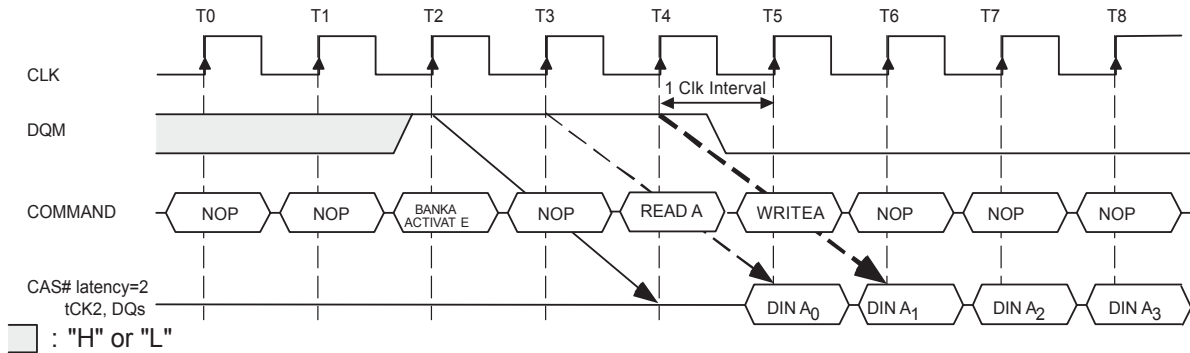 T0 T1 T2 T3 T4 T5 T6 T7 T8
CLK
1 Clk Interval
DQM
COMMAND NOP NOP BANKA ACTIVAT E NOP READ A WRITEA NOP NOP NOP
CAS# latency=2
tCK2, DQs
DIN A0 DIN A1 DIN A2 DIN A3
: "H" or "L"